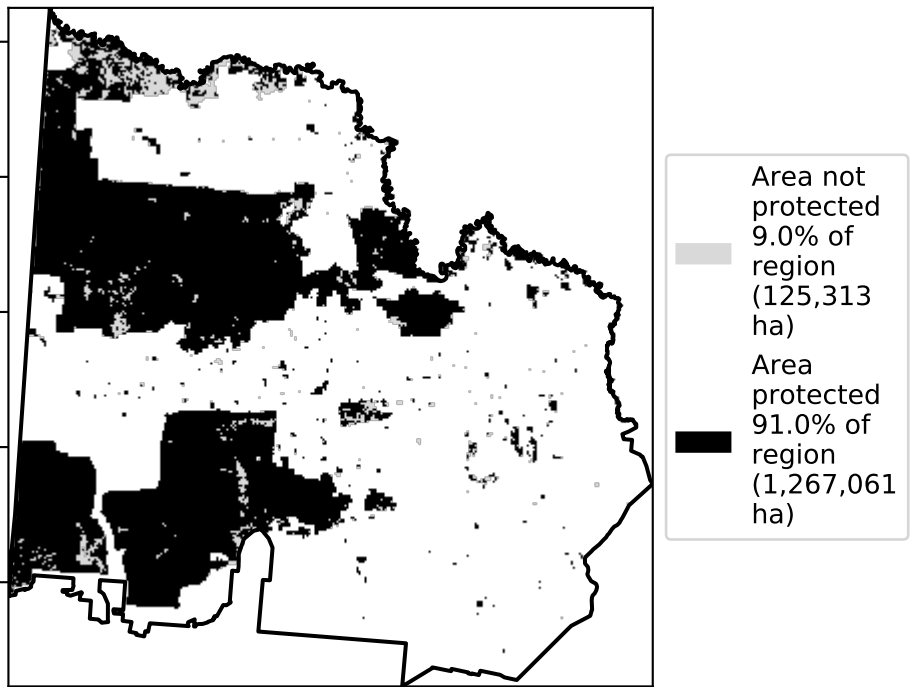 Area not
protected
9.0% of
region
(125,313
ha)
Area
protected
91.0% of
region
(1,267,061
ha)